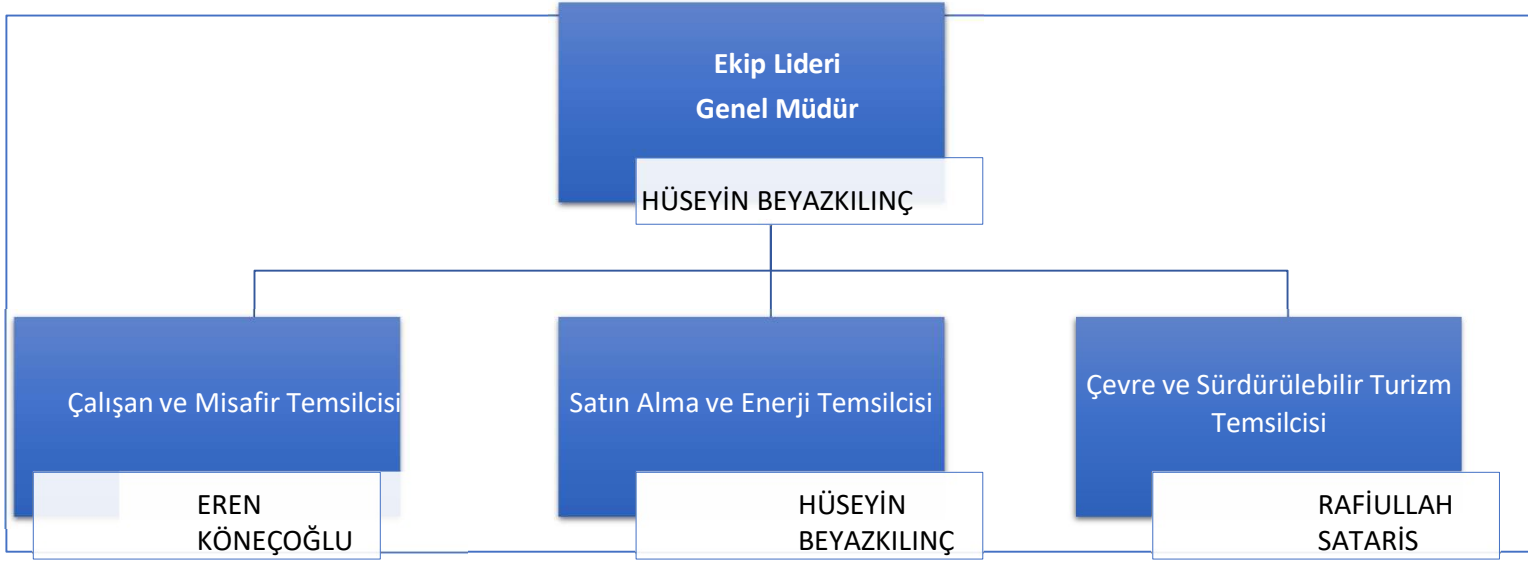 Ekip Lideri
Genel Müdür
HÜSEYİN BEYAZKILINÇ
Çalışan ve Misafir Temsilcisi
EREN
KÖNEÇOĞLU
Satın Alma ve Enerji Temsilcisi
HÜSEYİN
BEYAZKILINÇ
Çevre ve Sürdürülebilir Turizm
Temsilcisi
RAFİULLAH
SATARİS